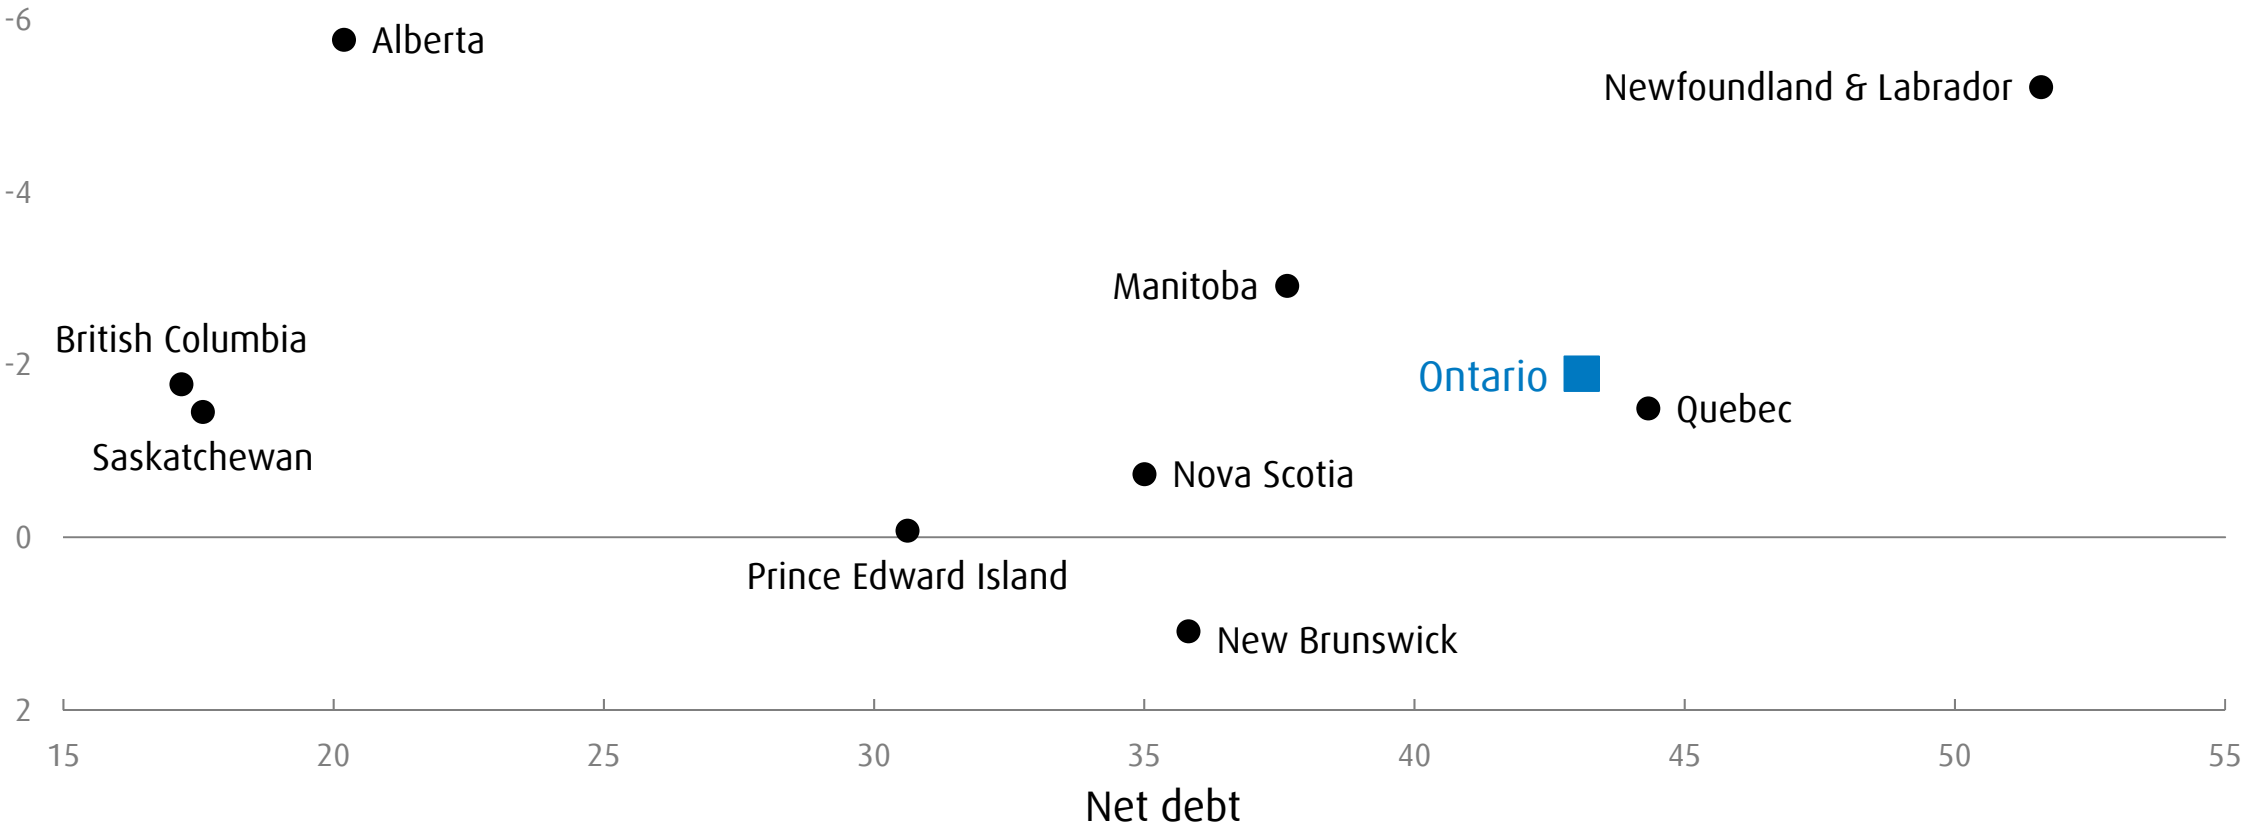 -6
Alberta
Newfoundland & Labrador
-4
Manitoba
British Columbia
-2
Ontario
Quebec
Saskatchewan
Nova Scotia
0
Prince Edward Island
New Brunswick
2
15 20 25 30 35 40 45 50 55
Net debt